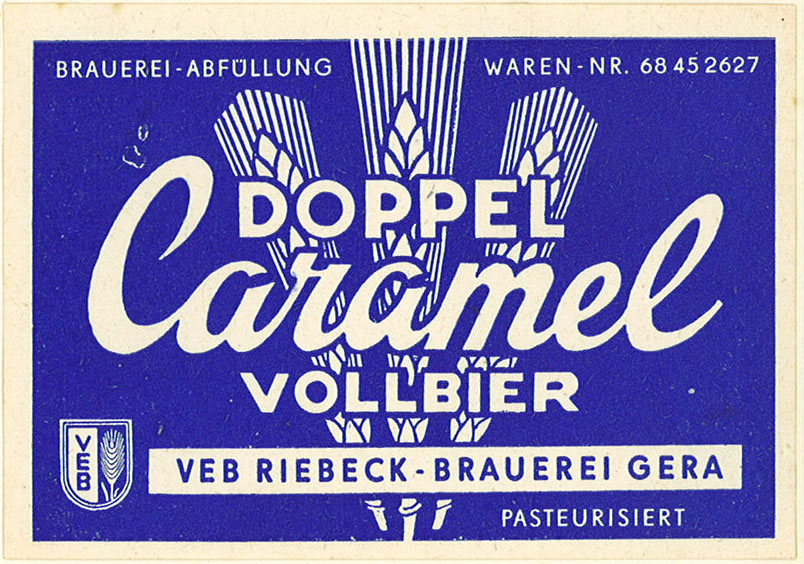 BRAUEREI-ABFÜLLUNG
WAREN-NR. 68 45 2627
DOPPEL
Caramel
VOLLBIER
VEB
VEB RIEBECK-BRAUEREI GERA
PASTEURISIERT